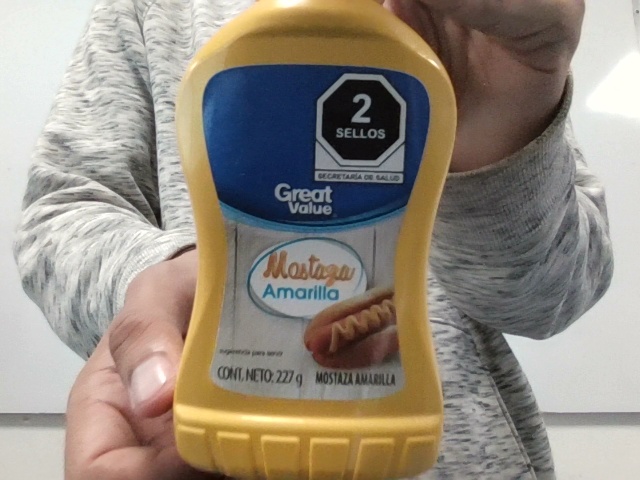 2
SELLOS
SECRETARÍA DE SALUD
Great
Value
Mostaza
Amarilla
sugerencia para servir
CONT. NETO: 227 g MOSTAZA AMARILLA